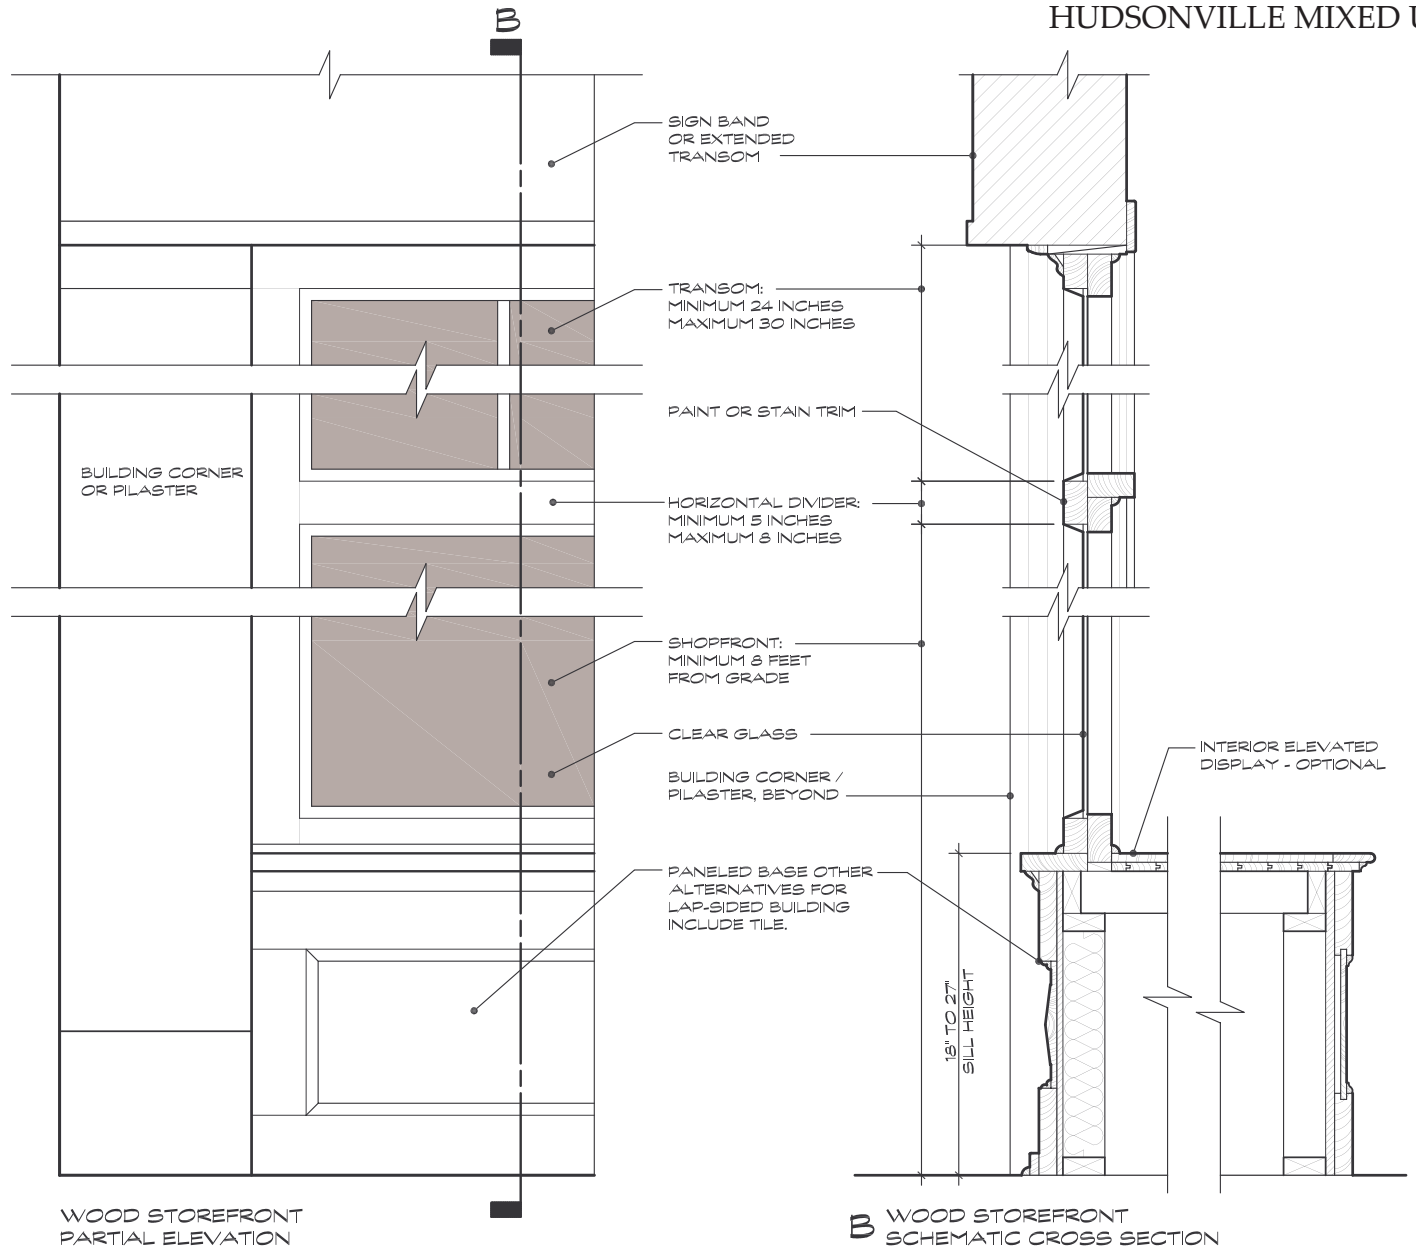 HUDSONVILLE MIXED U
B
SIGN BAND
OR EXTENDED
TRANSOM
TRANSOM:
MINIMUM 24 INCHES
MAXIMUM 30 INCHES
PAINT OR STAIN TRIM
BUILDING CORNER
OR PILASTER
HORIZONTAL DIVIDER:
MINIMUM 5 INCHES
MAXIMUM 8 INCHES
SHOPFRONT:
MINIMUM 8 FEET
FROM GRADE
CLEAR GLASS
INTERIOR ELEVATED
DISPLAY - OPTIONAL
BUILDING CORNER /
PILASTER, BEYOND
PANELED BASE OTHER
ALTERNATIVES FOR
LAP-SIDED BUILDING
INCLUDE TILE.
18" TO 27"
SILL HEIGHT
WOOD STOREFRONT
PARTIAL ELEVATION
B WOOD STOREFRONT
SCHEMATIC CROSS SECTION